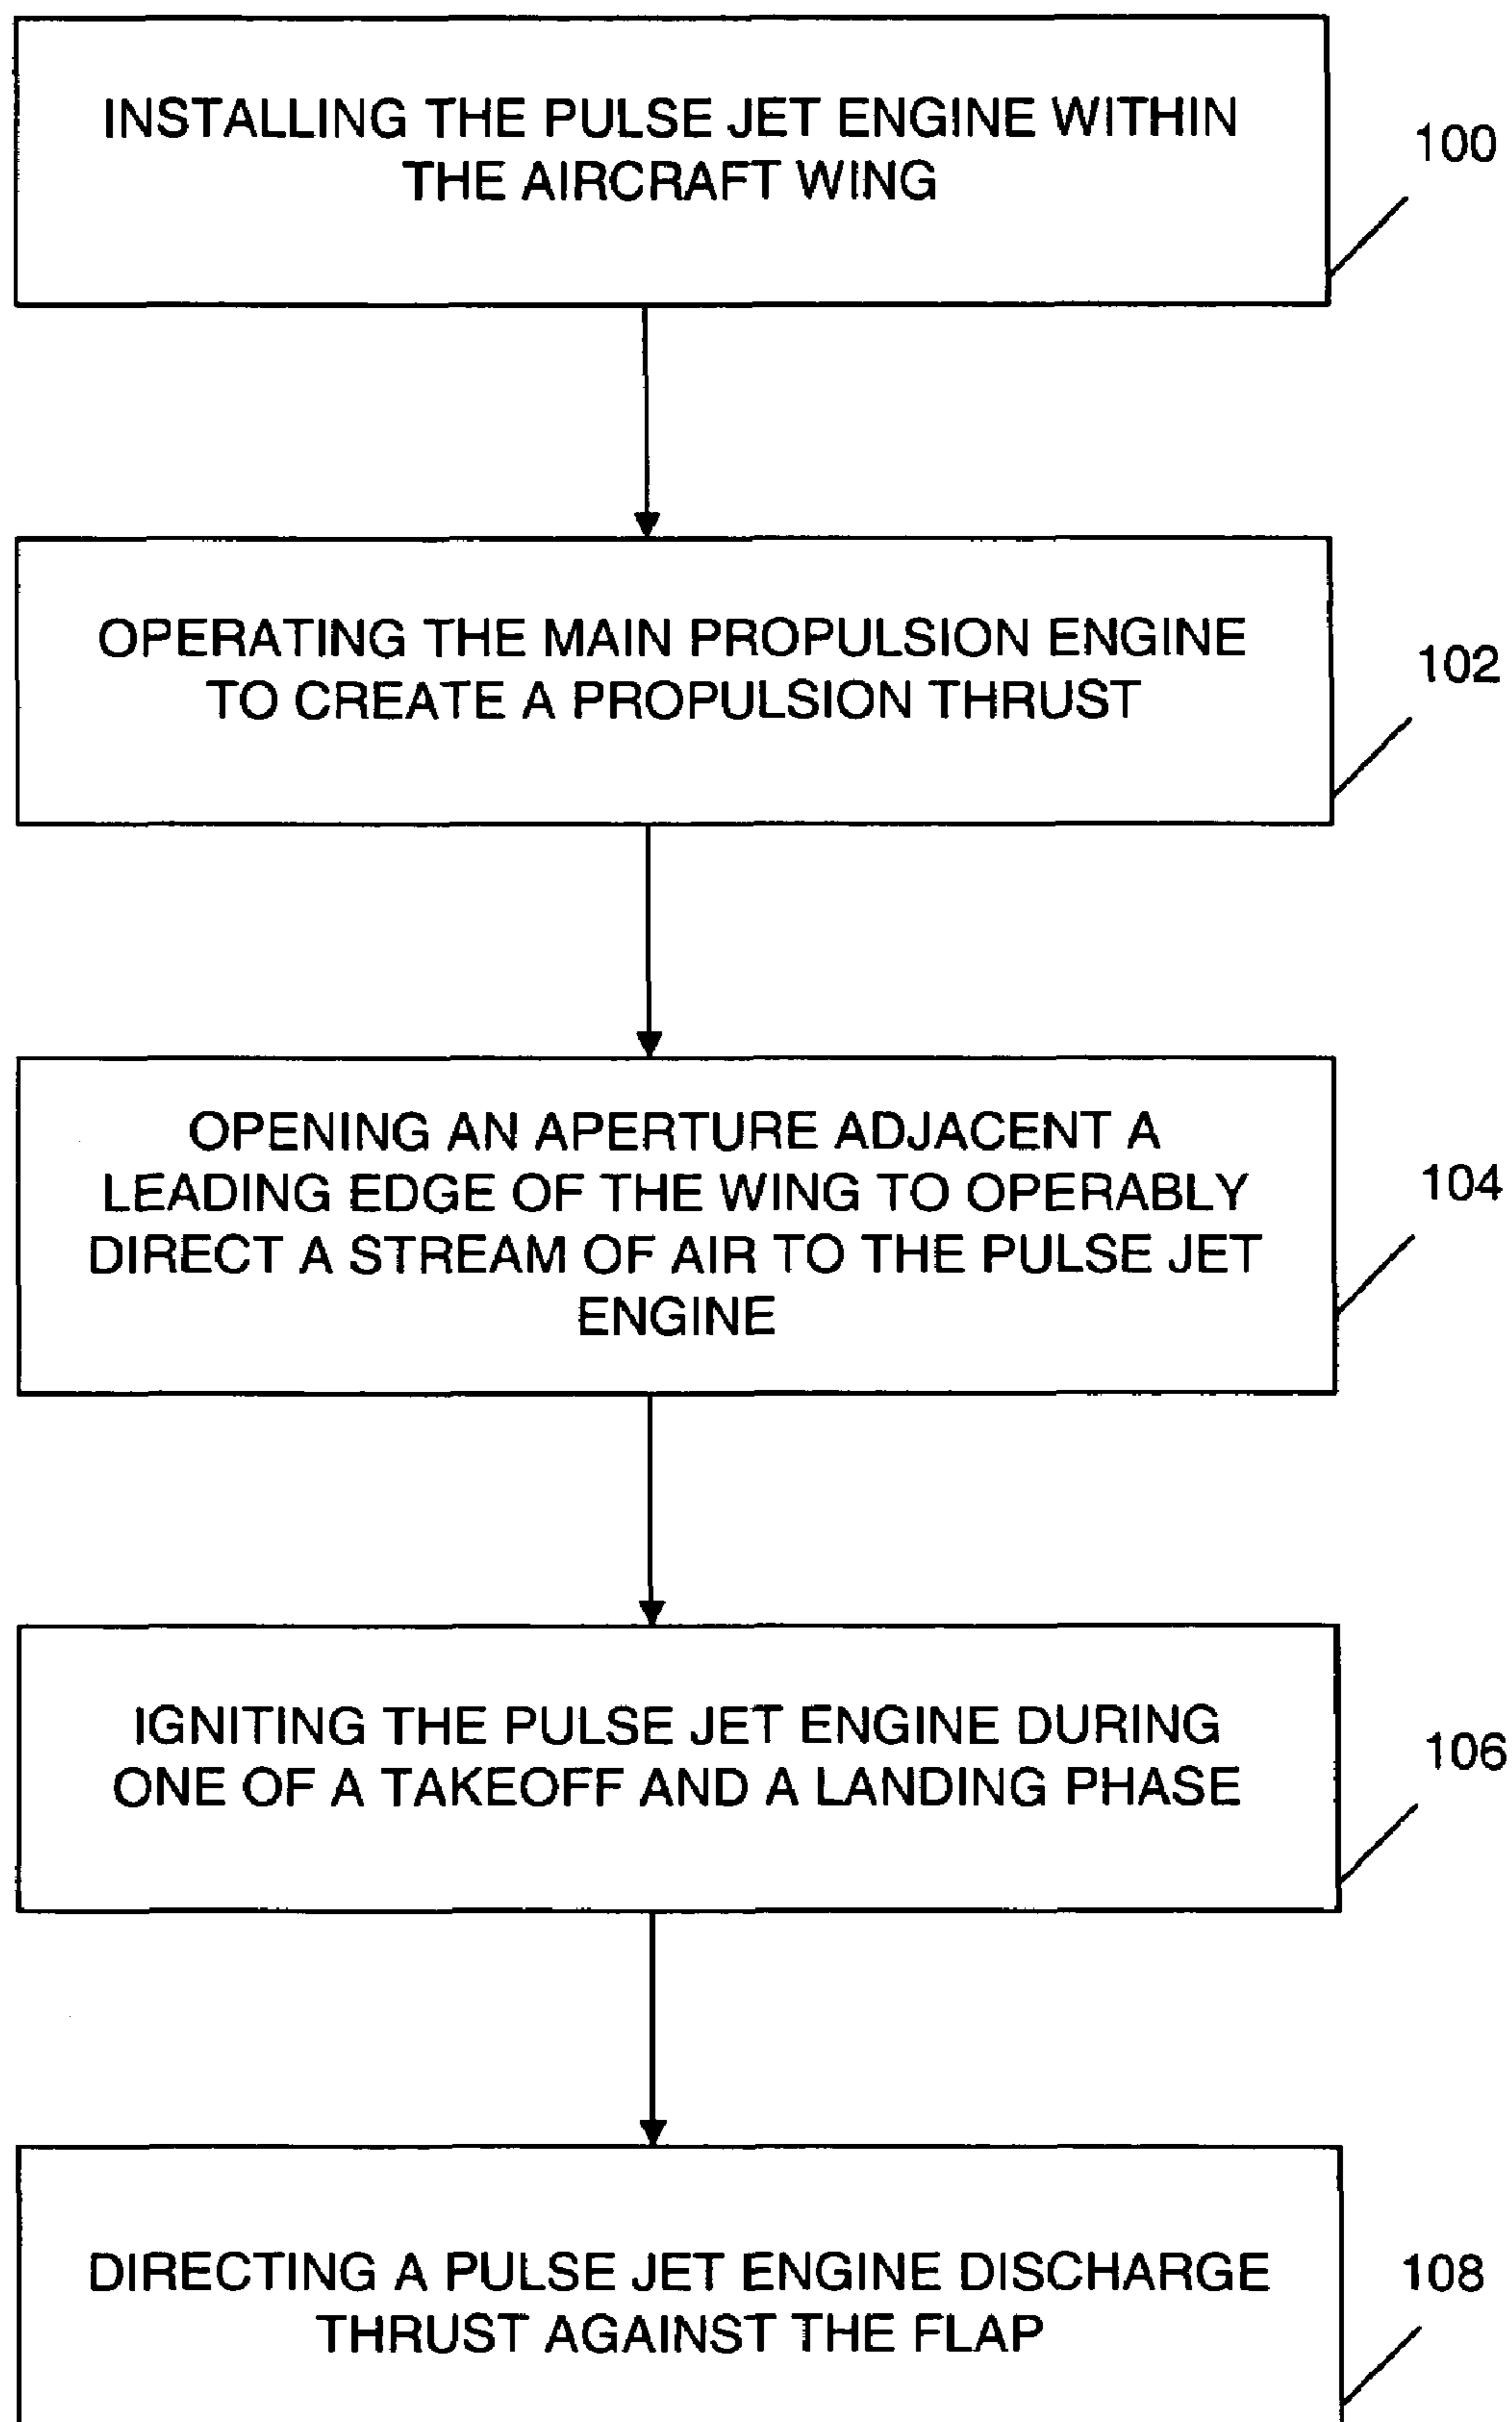 INSTALLING THE PULSE JET ENGINE WITHIN
THE AIRCRAFT WING
100
OPERATING THE MAIN PROPULSION ENGINE
TO CREATE A PROPULSION THRUST
102
OPENING AN APERTURE ADJACENT A
LEADING EDGE OF THE WING TO OPERABLY
DIRECT A STREAM OF AIR TO THE PULSE JET
ENGINE
104
IGNITING THE PULSE JET ENGINE DURING
ONE OF A TAKEOFF AND A LANDING PHASE
106
DIRECTING A PULSE JET ENGINE DISCHARGE
THRUST AGAINST THE FLAP
108